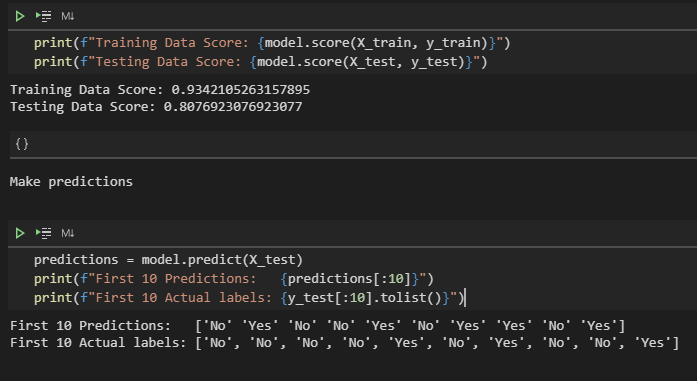 M↓
print(f"Training Data Score: {model.score(X_train, y_train)}")
print(f"Testing Data Score: {model.score(X_test, y_test)}")
Training Data Score: 0.9342105263157895
Testing Data Score: 0.8076923076923077
{}
Make predictions
M↓
predictions = model.predict(X_test)
print(f"First 10 Predictions:   {predictions[:10]}")
print(f"First 10 Actual labels: {y_test[:10].tolist()}")
First 10 Predictions:   ['No' 'Yes' 'No' 'No' 'Yes' 'No' 'Yes' 'Yes' 'No' 'Yes']
First 10 Actual labels: ['No', 'No', 'No', 'No', 'Yes', 'No', 'Yes', 'No', 'No', 'Yes']